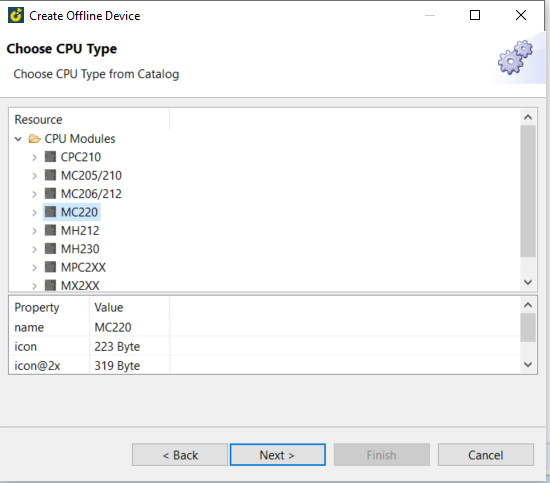 Create Offline Device
Choose CPU Type
Choose CPU Type from Catalog
Resource
CPU Modules
CPC210
MC205/210
MC206/212
MC220
MH212
MH230
MPC2XX
MX2XX
Property Value
name MC220
icon 223 Byte
icon@2x 319 Byte
< Back Next > Finish Cancel